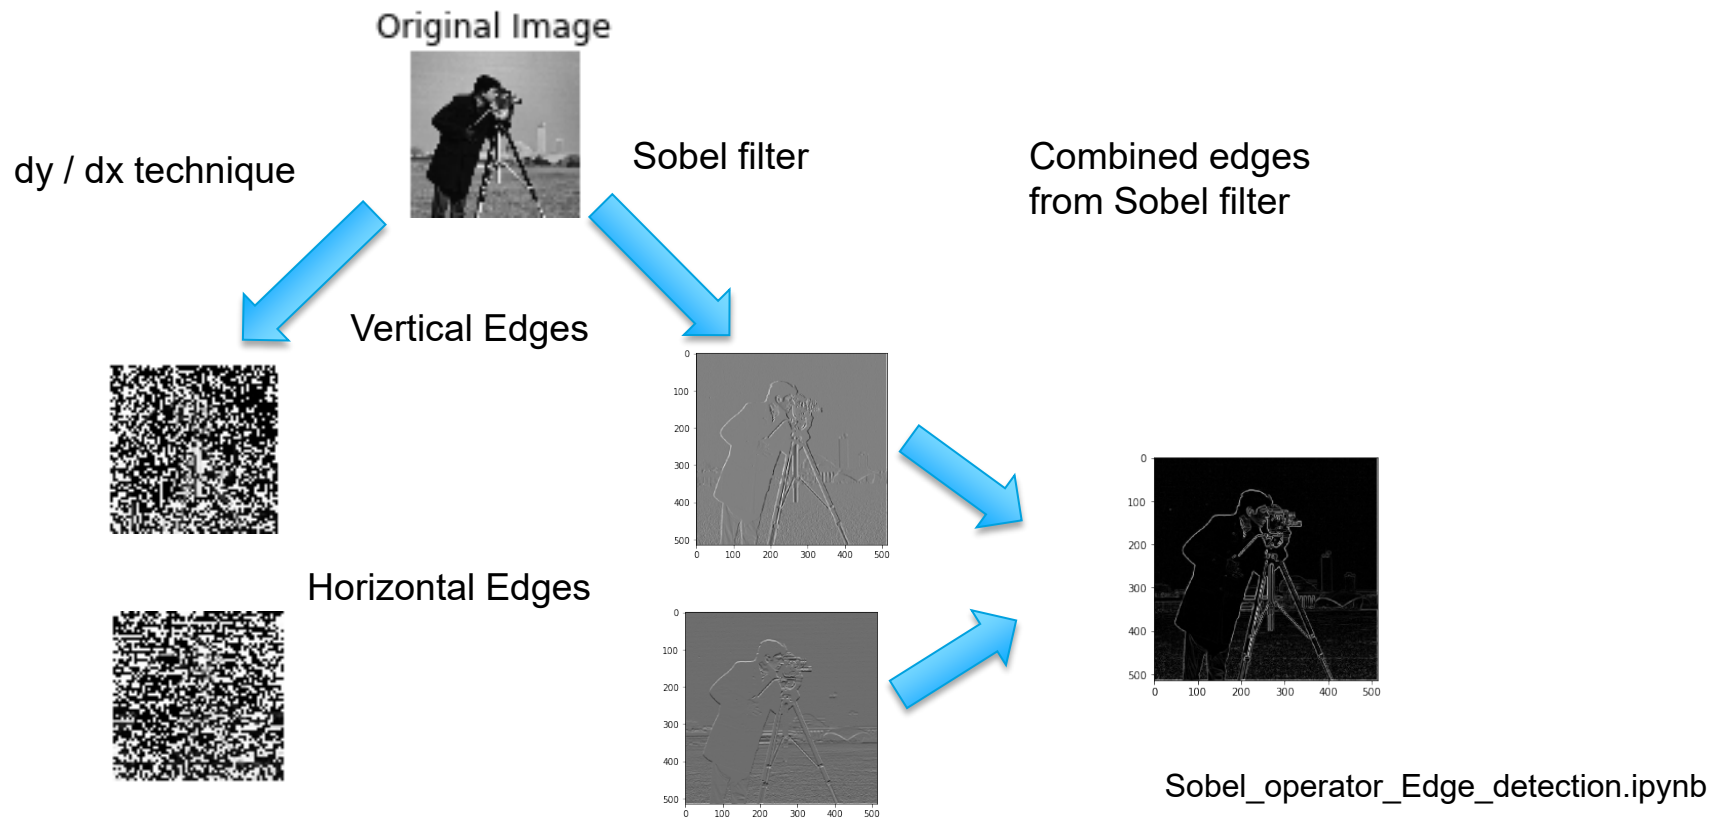 Original Image
dy / dx technique
Sobel filter
Combined edges
from Sobel filter
Vertical Edges
0
100
200
300
400
500
0 100 200 300 400 500
Horizontal Edges
0
100
200
300
400
500
0 100 200 300 400 500
0
100
200
300
400
500
0 100 200 300 400 500
Sobel_operator_Edge_detection.ipynb